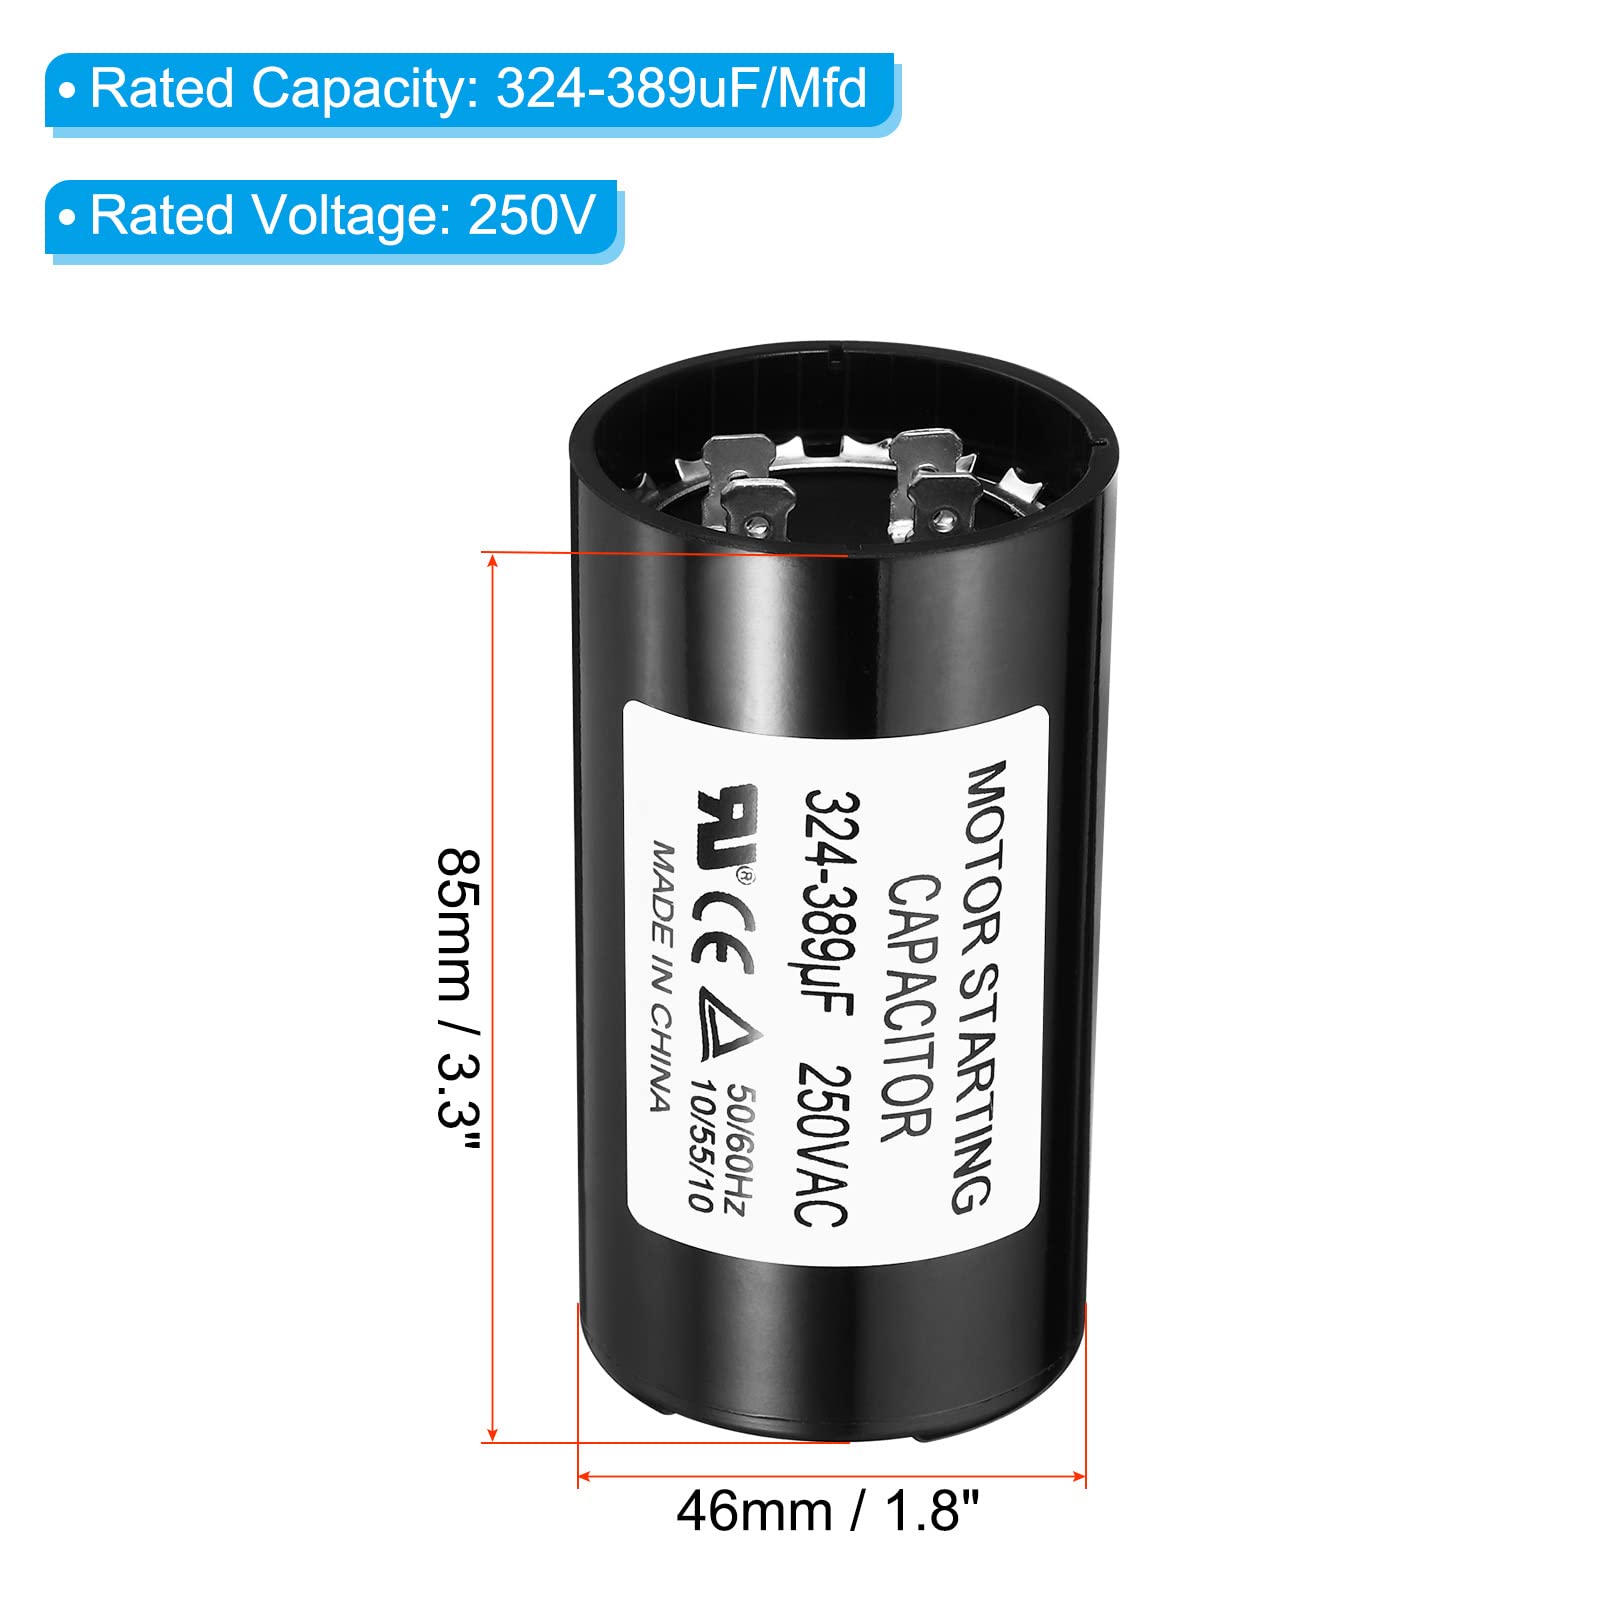 • Rated Capacity: 324-389uF/Mfd
• Rated Voltage: 250V
MOTOR STARTING
CAPACITOR
324-389µF 250VAC
50/60Hz
10/55/10
MADE IN CHINA
85mm / 3.3"
46mm / 1.8"